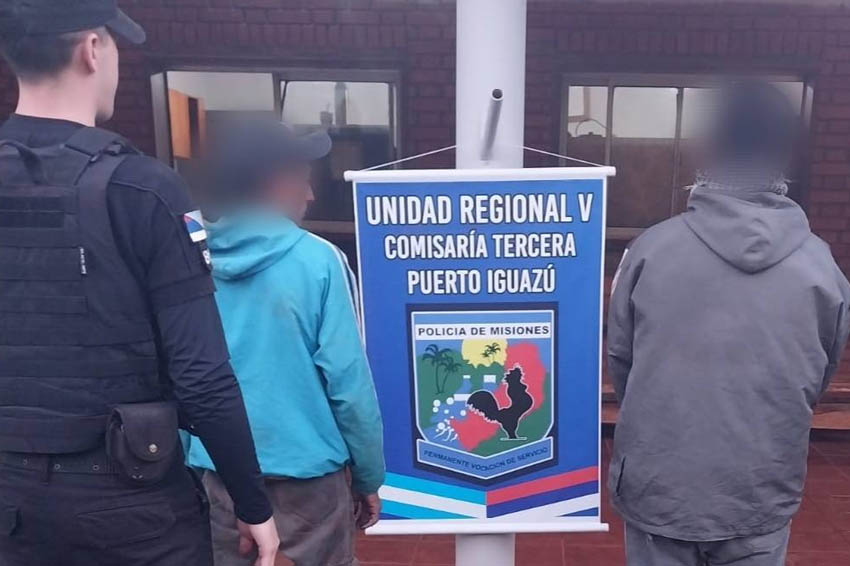 UNIDAD REGIONAL V
COMISARÍA TERCERA
PUERTO IGUAZÚ
POLICIA DE MISIONES
PERMANENTE VOCACION DE SERVICIO